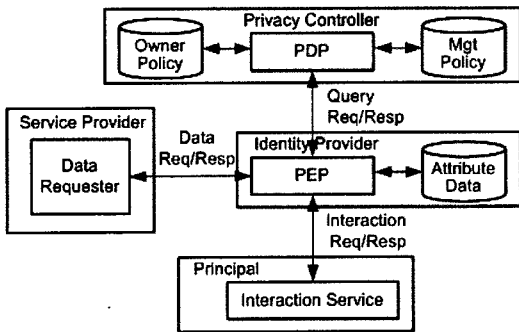 Privacy Controller
Owner
Policy
PDP
Mgt
Policy
Query
Req/Resp
Service Provider
Data
Requester
Data
Req/Resp
Identity Provider
PEP
Attribute
Data
Interaction
Req/Resp
Principal
Interaction Service